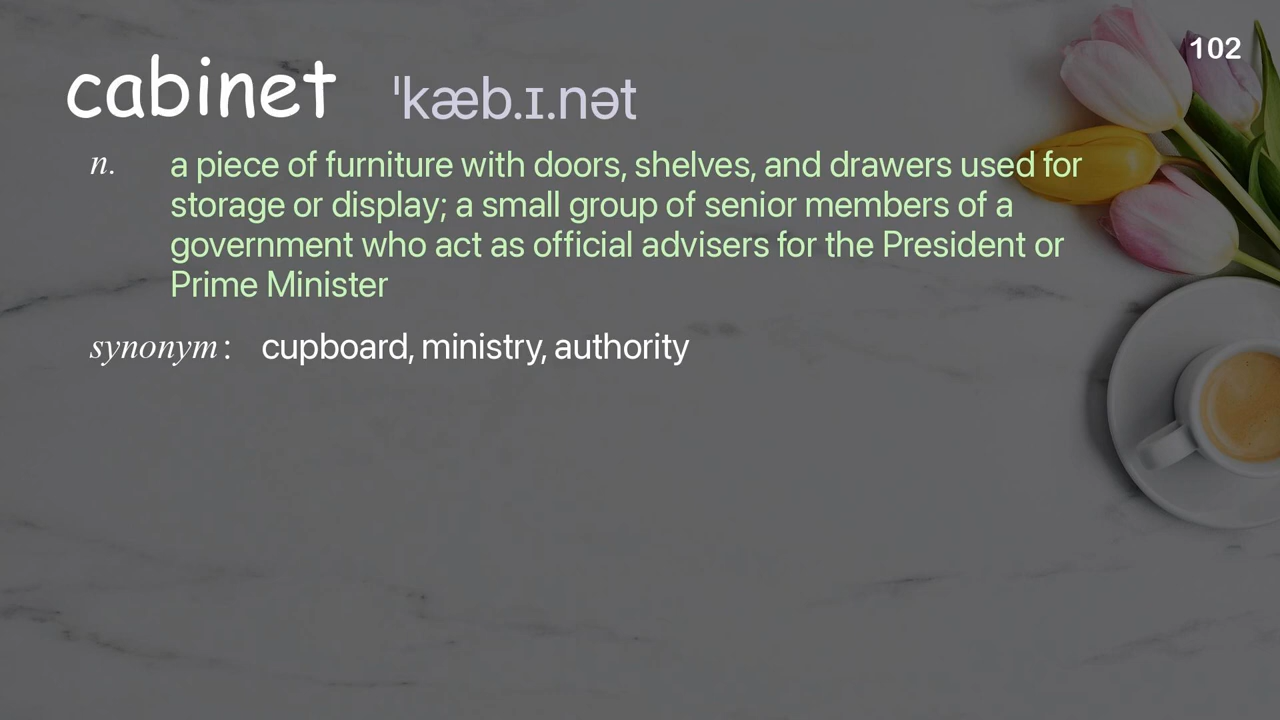 102
cabinet ˈkæb.ɪ.nət
n. a piece of furniture with doors, shelves, and drawers used for
storage or display; a small group of senior members of a
government who act as official advisers for the President or
Prime Minister
synonym: cupboard, ministry, authority